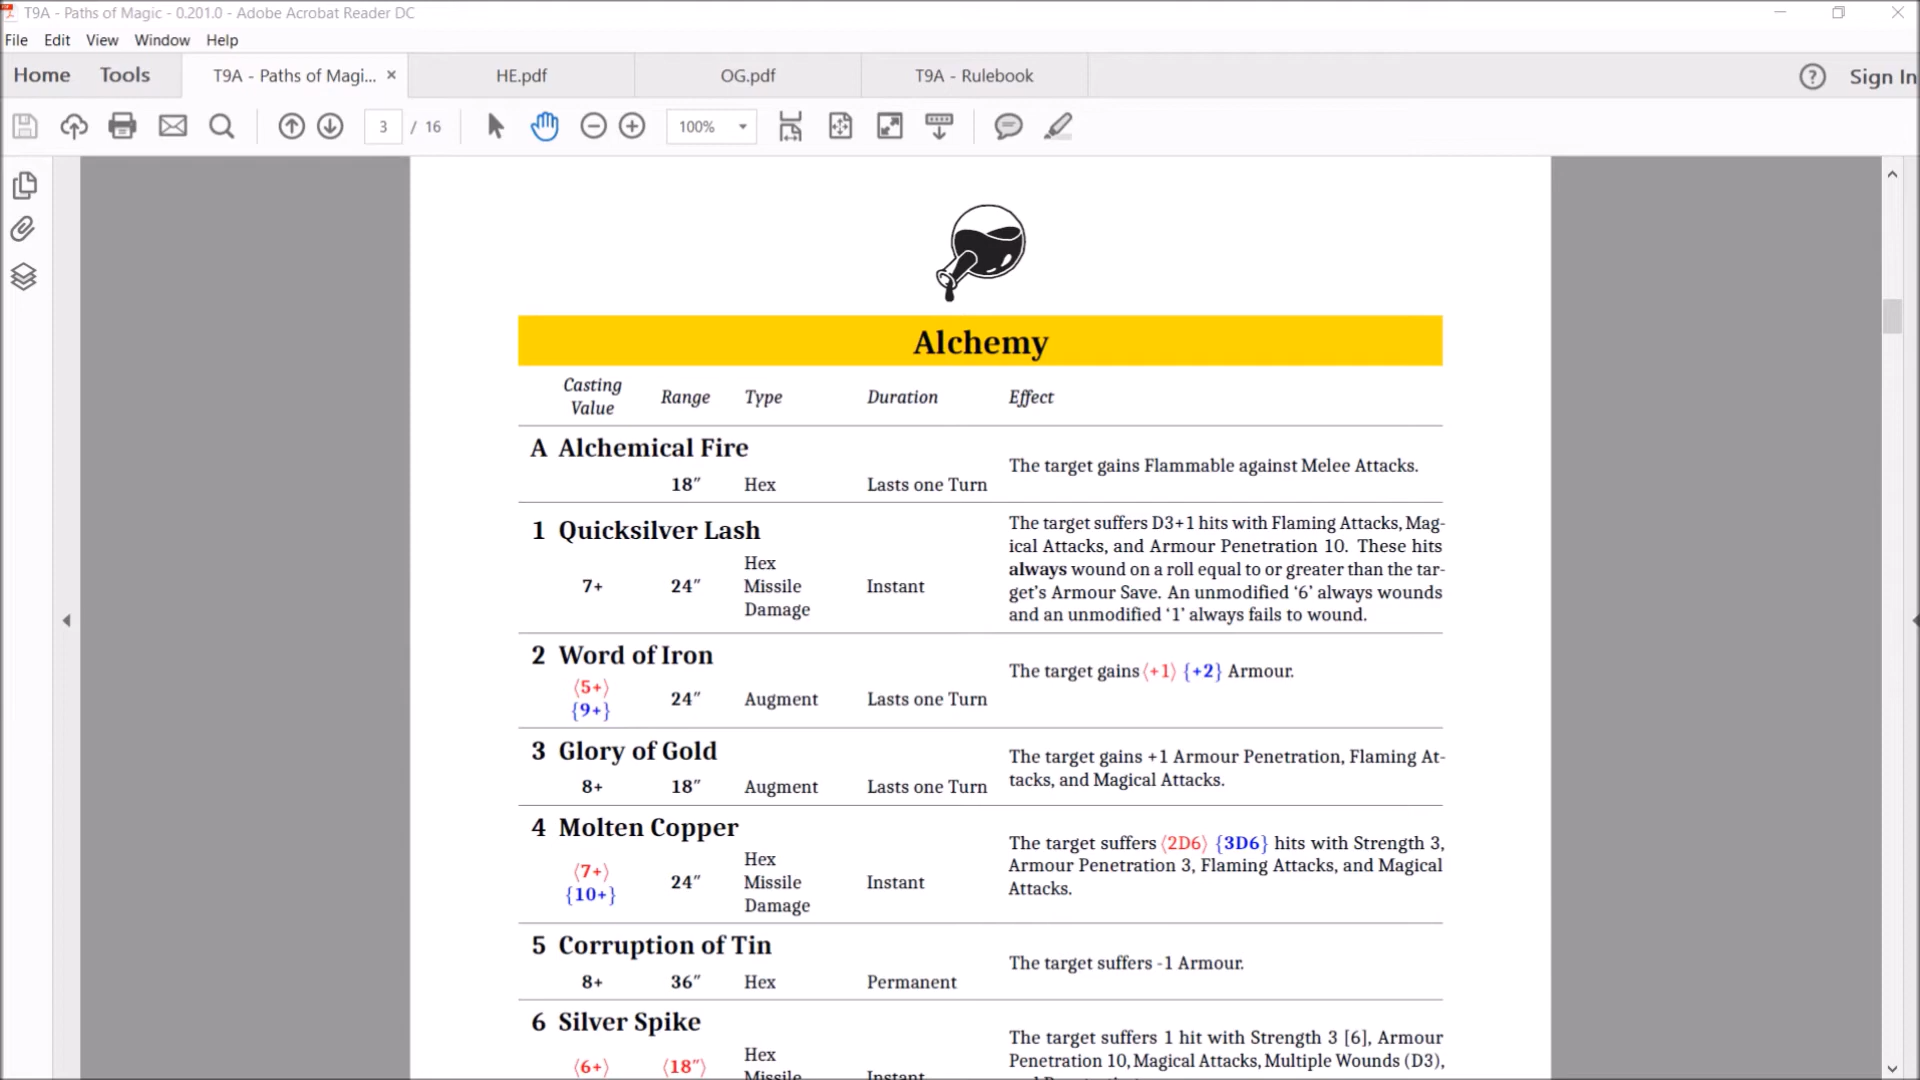 T9A - Paths of Magic - 0.201.0 - Adobe Acrobat Reader DC
File Edit View Window Help
Home Tools T9A - Paths of Magi... × HE.pdf OG.pdf T9A - Rulebook Sign In
3 / 16 100%
Alchemy
Casting Value Range Type Duration Effect
A Alchemical Fire
18″ Hex Lasts one Turn
The target gains Flammable against Melee Attacks.
1 Quicksilver Lash
7+ 24″ Hex Missile Damage Instant
The target suffers D3+1 hits with Flaming Attacks, Mag-
ical Attacks, and Armour Penetration 10. These hits
always wound on a roll equal to or greater than the tar-
get's Armour Save. An unmodified ‘6’ always wounds
and an unmodified ‘1’ always fails to wound.
2 Word of Iron
⟨5+⟩
{9+}
24″ Augment Lasts one Turn
The target gains ⟨+1⟩ {+2} Armour.
3 Glory of Gold
8+ 18″ Augment Lasts one Turn
The target gains +1 Armour Penetration, Flaming At-
tacks, and Magical Attacks.
4 Molten Copper
⟨7+⟩
{10+}
24″ Hex Missile Damage Instant
The target suffers ⟨2D6⟩ {3D6} hits with Strength 3,
Armour Penetration 3, Flaming Attacks, and Magical
Attacks.
5 Corruption of Tin
8+ 36″ Hex Permanent
The target suffers -1 Armour.
6 Silver Spike
⟨6+⟩ ⟨18″⟩ Hex Missile Instant
The target suffers 1 hit with Strength 3 [6], Armour
Penetration 10, Magical Attacks, Multiple Wounds (D3),